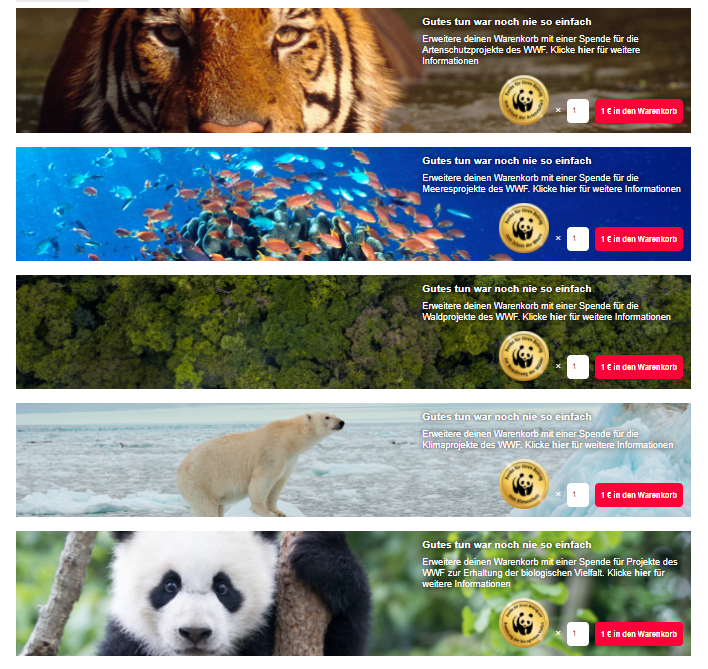 Gutes tun war noch nie so einfach
Erweitere deinen Warenkorb mit einer Spende für die
Artenschutzprojekte des WWF. Klicke hier für weitere
Informationen
× 1 1 € in den Warenkorb
Gutes tun war noch nie so einfach
Erweitere deinen Warenkorb mit einer Spende für die
Meeresprojekte des WWF. Klicke hier für weitere Informationen
× 1 1 € in den Warenkorb
Gutes tun war noch nie so einfach
Erweitere deinen Warenkorb mit einer Spende für die
Waldprojekte des WWF. Klicke hier für weitere Informationen
× 1 1 € in den Warenkorb
Gutes tun war noch nie so einfach
Erweitere deinen Warenkorb mit einer Spende für die
Klimaprojekte des WWF. Klicke hier für weitere Informationen
× 1 1 € in den Warenkorb
Gutes tun war noch nie so einfach
Erweitere deinen Warenkorb mit einer Spende für Projekte des
WWF zur Erhaltung der biologischen Vielfalt. Klicke hier für
weitere Informationen
× 1 1 € in den Warenkorb